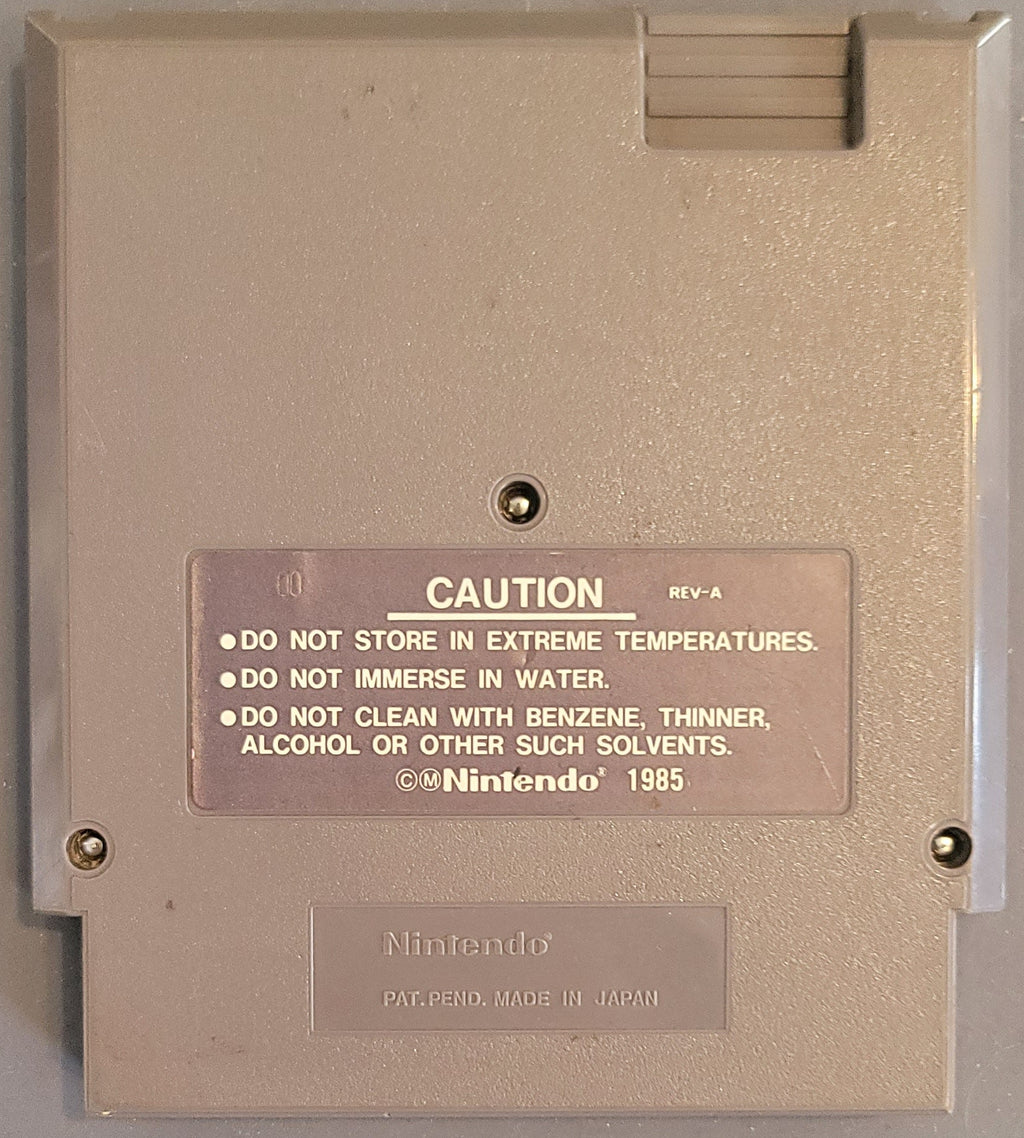 CAUTION REV-A
●DO NOT STORE IN EXTREME TEMPERATURES.
●DO NOT IMMERSE IN WATER.
●DO NOT CLEAN WITH BENZENE, THINNER,
ALCOHOL OR OTHER SUCH SOLVENTS.
©ⓂNintendo® 1985
Nintendo®
PAT. PEND. MADE IN JAPAN